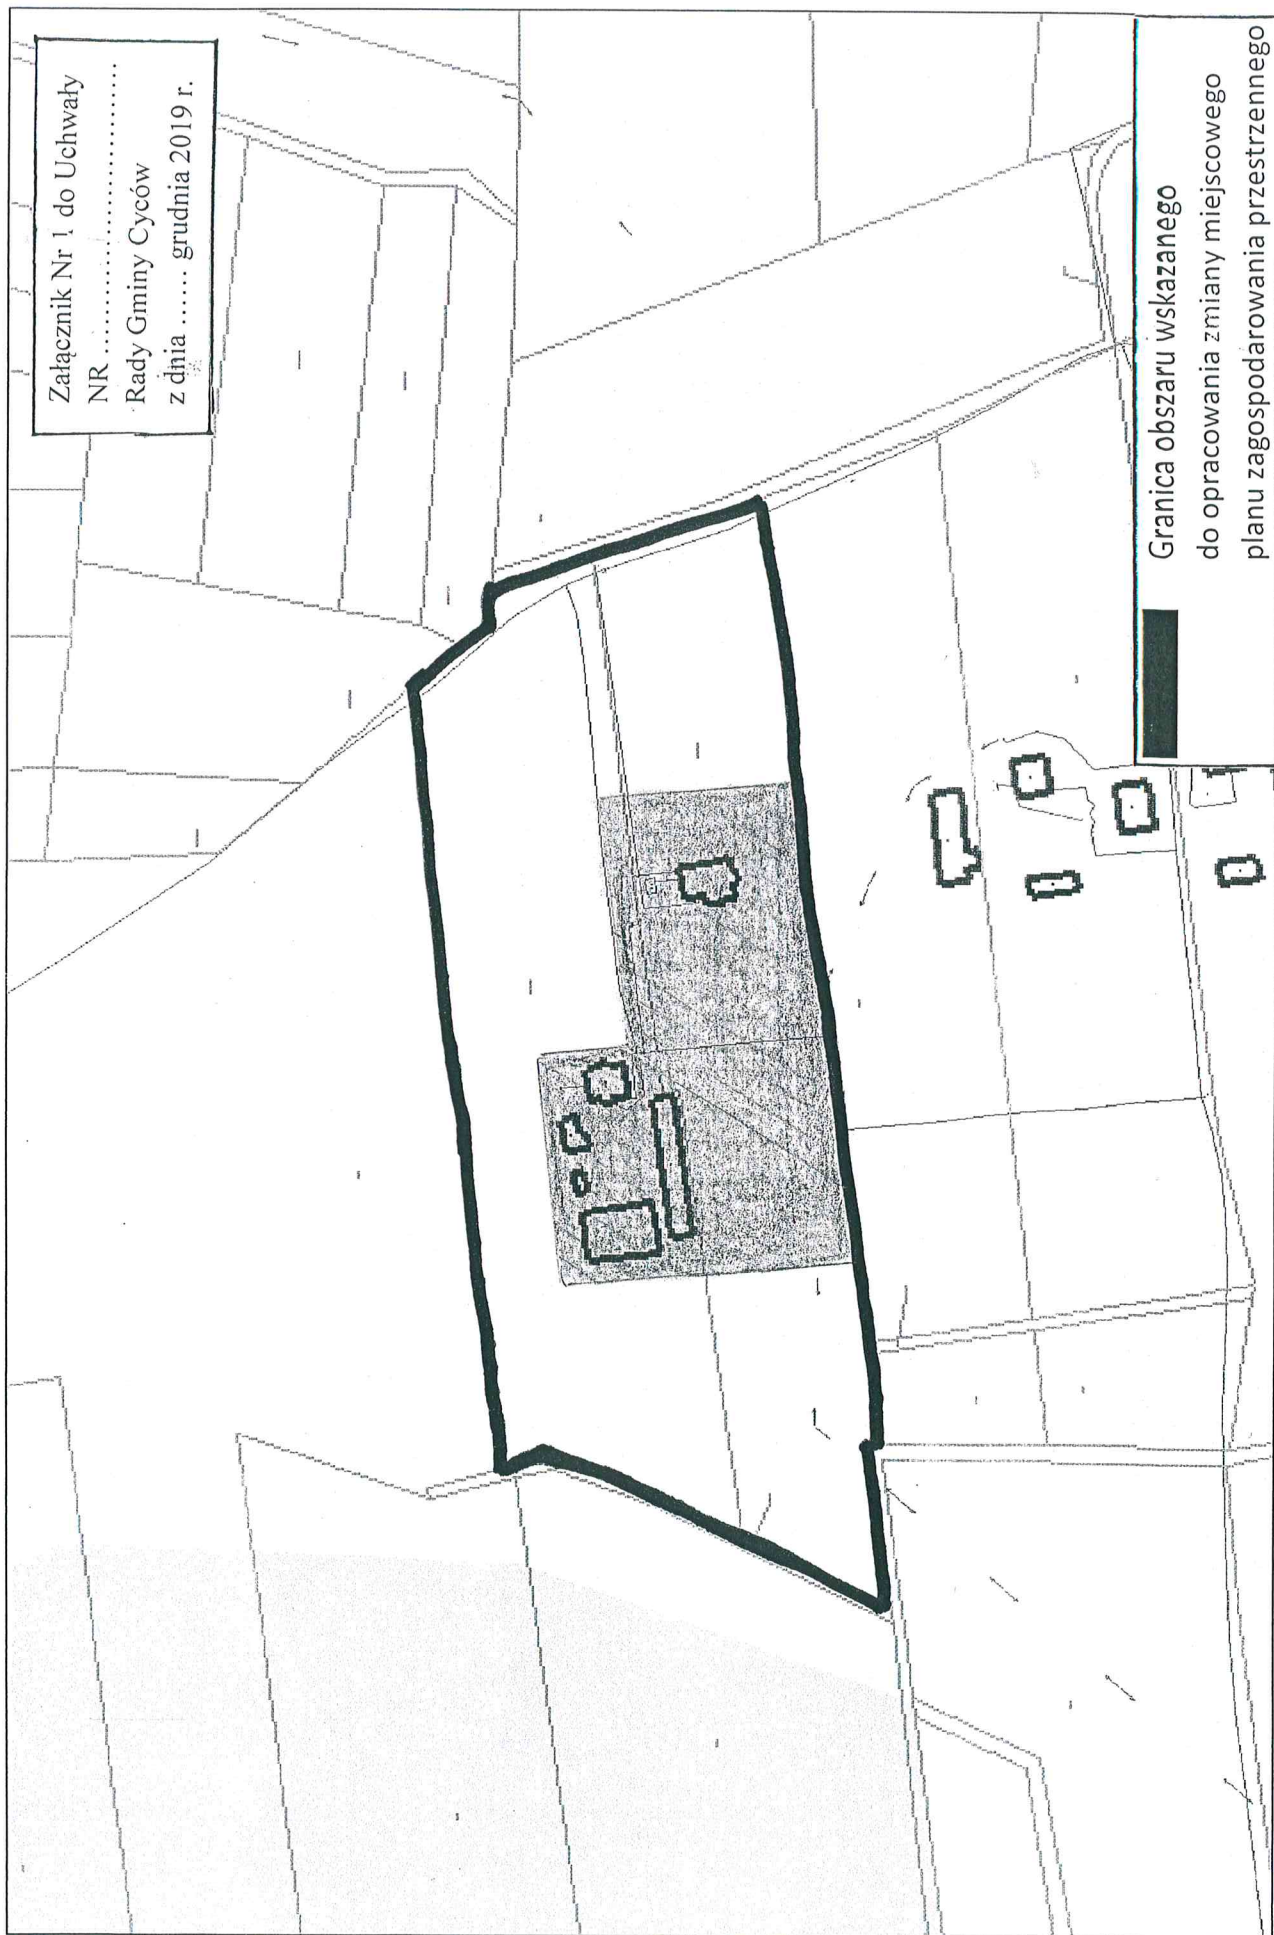 Załącznik Nr 1 do Uchwały
NR ....................................
Rady Gminy Cyców
z dnia ...... grudnia 2019 r.
Granica obszaru wskazanego
do opracowania zmiany miejscowego
planu zagospodarowania przestrzennego